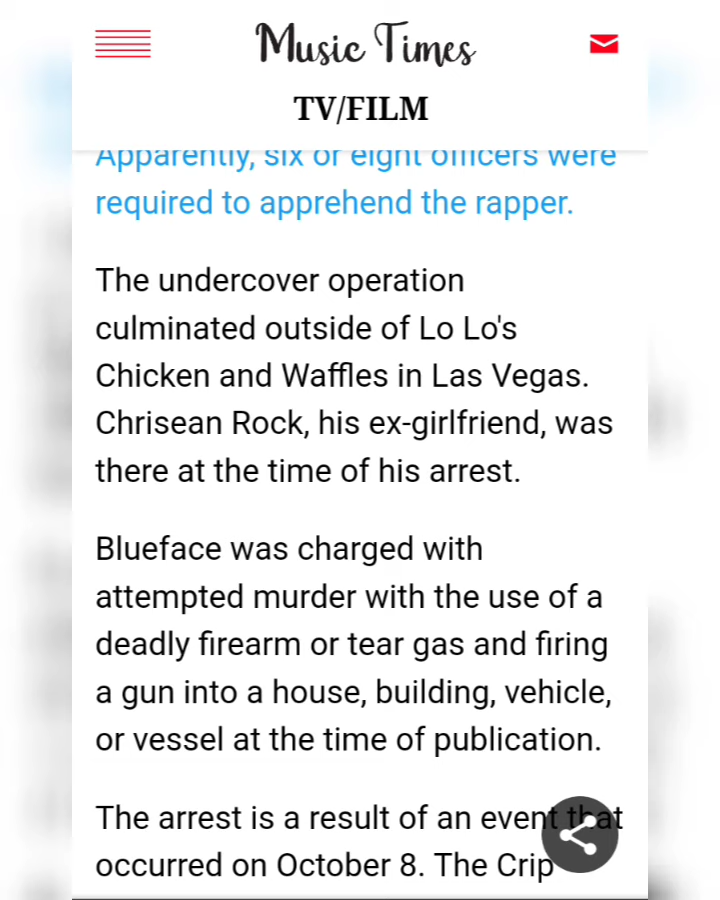 Music Times
TV/FILM
Apparently, six or eight officers were
required to apprehend the rapper.
The undercover operation
culminated outside of Lo Lo's
Chicken and Waffles in Las Vegas.
Chrisean Rock, his ex-girlfriend, was
there at the time of his arrest.
Blueface was charged with
attempted murder with the use of a
deadly firearm or tear gas and firing
a gun into a house, building, vehicle,
or vessel at the time of publication.
The arrest is a result of an event that
occurred on October 8. The Crip